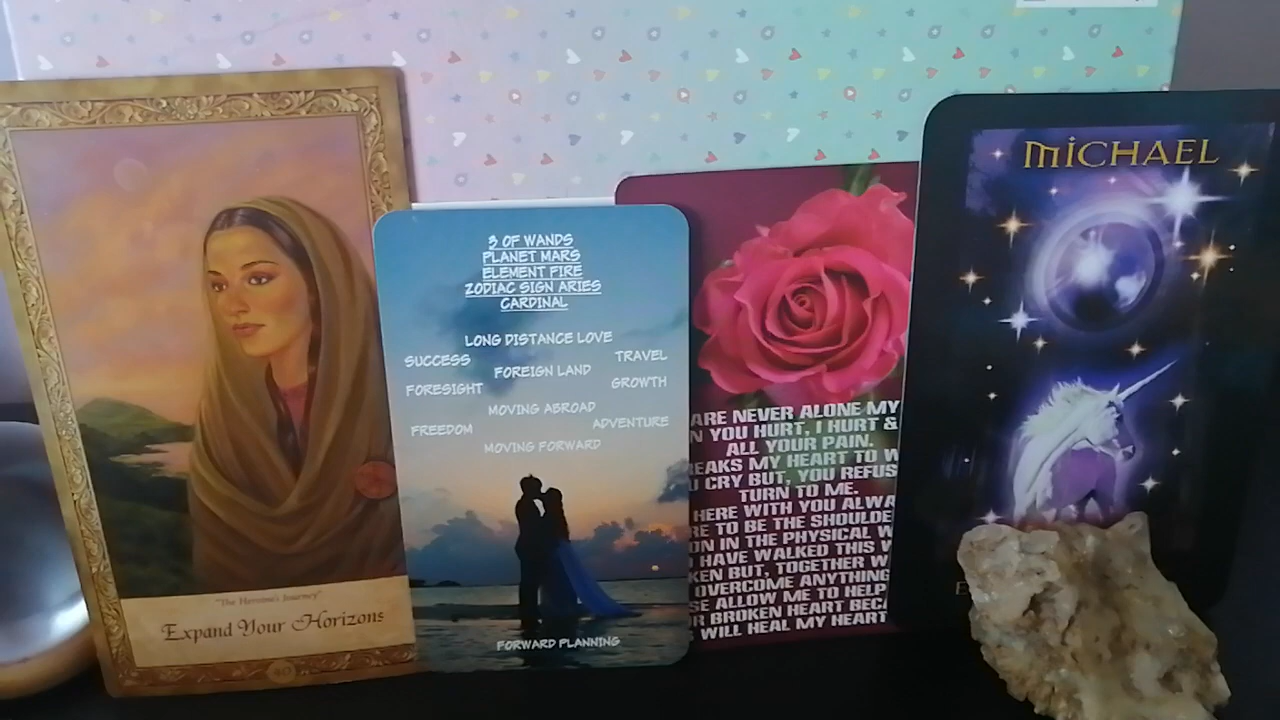 "The Heroine's Journey"
Expand Your Horizons
3 OF WANDS
PLANET MARS
ELEMENT FIRE
ZODIAC SIGN ARIES
CARDINAL
LONG DISTANCE LOVE
SUCCESS
TRAVEL
FOREIGN LAND
FORESIGHT
GROWTH
MOVING ABROAD
FREEDOM
ADVENTURE
MOVING FORWARD
FORWARD PLANNING
ARE NEVER ALONE MY
N YOU HURT, I HURT &
ALL YOUR PAIN.
EAKS MY HEART TO W
U CRY BUT, YOU REFUS
TURN TO ME.
HERE WITH YOU ALWA
RE TO BE THE SHOULDE
ON IN THE PHYSICAL W
HAVE WALKED THIS W
KEN BUT, TOGETHER W
OVERCOME ANYTHING
SE ALLOW ME TO HELP
R BROKEN HEART BECA
WILL HEAL MY HEART
MICHAEL